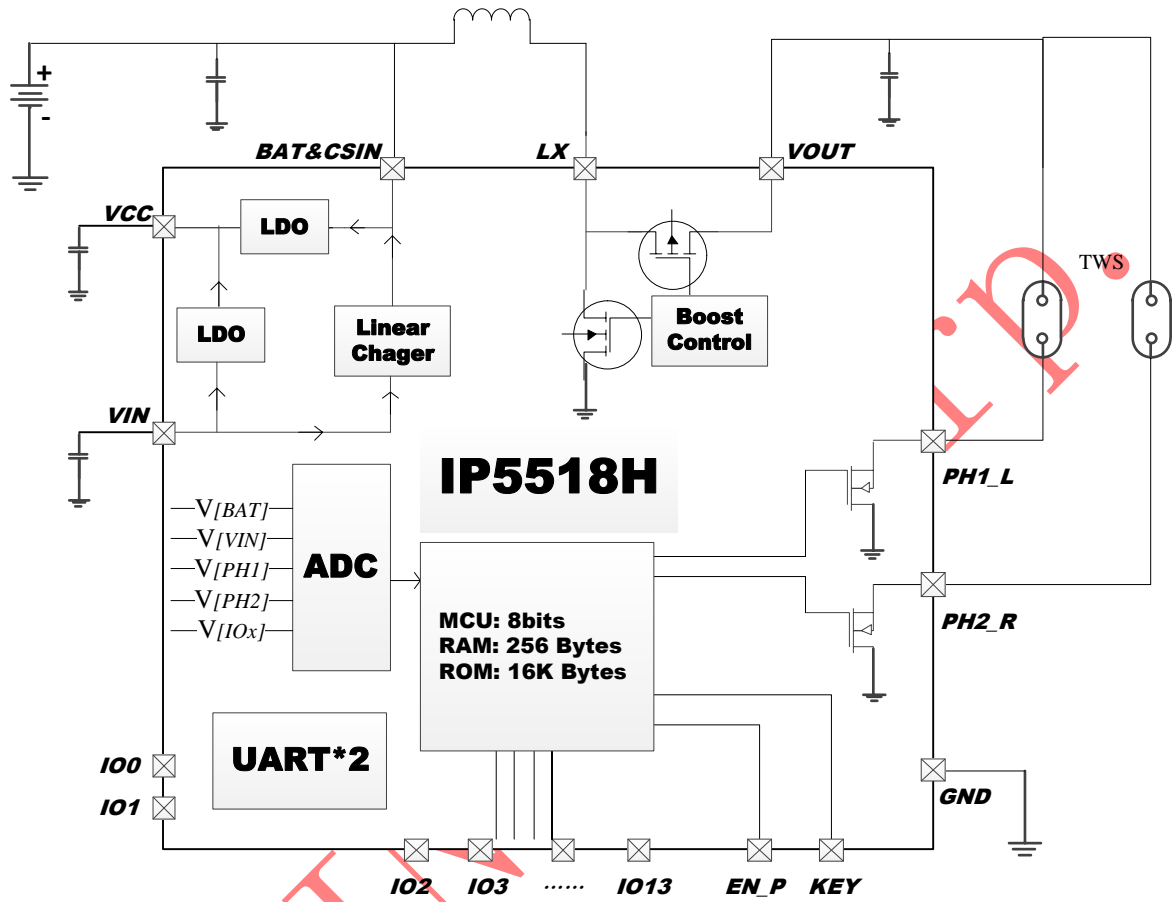 +
-
BAT&CSIN
LX
VOUT
VCC
LDO
TWS
LDO
Linear
Chager
Boost
Control
VIN
IP5518H
PH1_L
V[BAT]
V[VIN]
V[PH1]
V[PH2]
V[IOx]
ADC
MCU: 8bits
RAM: 256 Bytes
ROM: 16K Bytes
PH2_R
UART*2
IO0
IO1
GND
IO2
IO3
······
IO13
EN_P
KEY